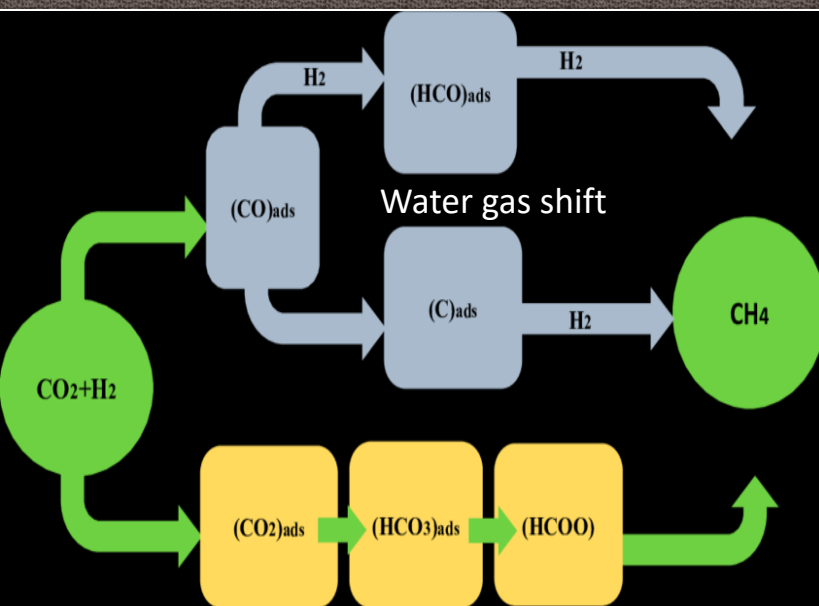 H2
H2
(HCO)ads
(CO)ads
Water gas shift
(C)ads
H2
CH4
CO2+H2
(CO2)ads
(HCO3)ads
(HCOO)